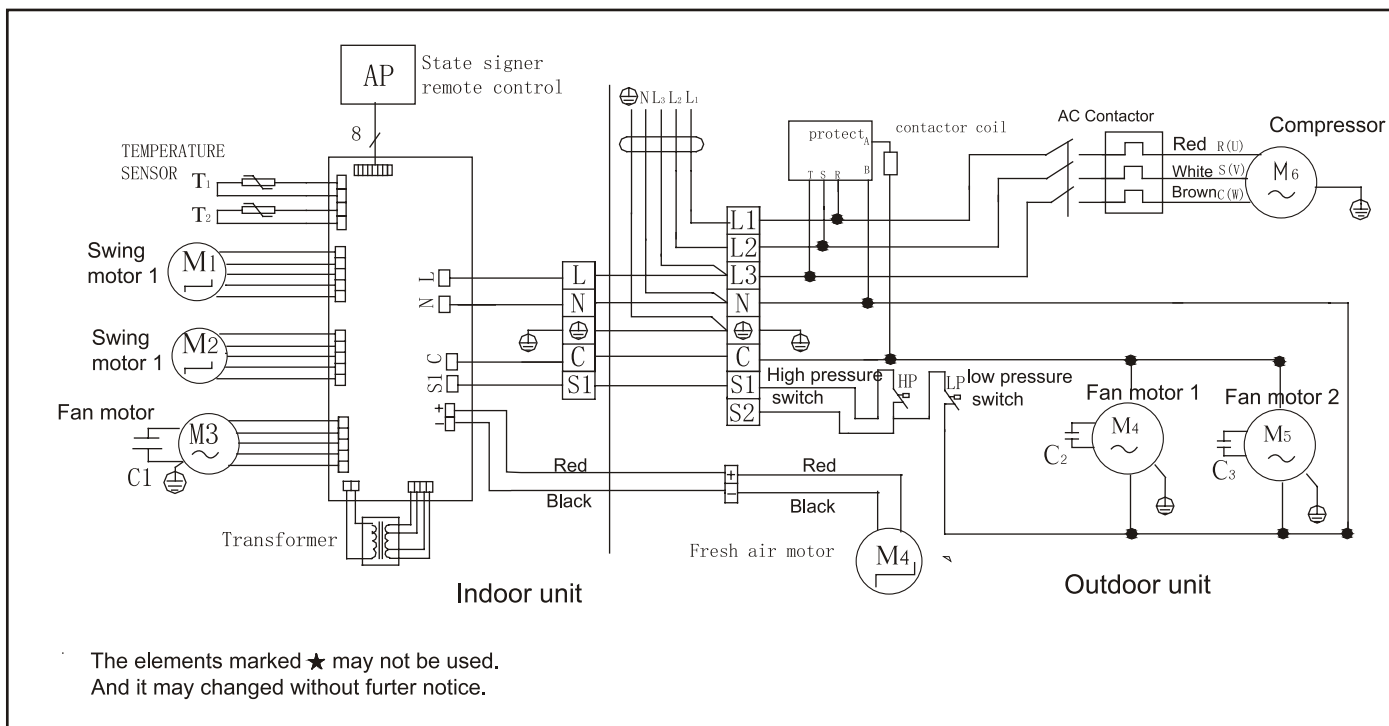 AP
State signer
remote control
8
TEMPERATURE
SENSOR
T1
T2
Swing
motor 1
M1
Swing
motor 1
M2
Fan motor
M3
C1
Transformer
L
N
C
S1
+
−
L
N
C
S1
Red
Black
Indoor unit
N L3 L2 L1
L1
L2
L3
N
C
S1
S2
+
−
Red
Black
Fresh air motor
M4
protect
A
B
T S R
contactor coil
AC Contactor
Red R(U)
White S(V)
Brown C(W)
Compressor
M6
High pressure
switch
HP
LP
low pressure
switch
Fan motor 1
M4
C2
Fan motor 2
M5
C3
Outdoor unit
The elements marked ★ may not be used.
And it may changed without furter notice.